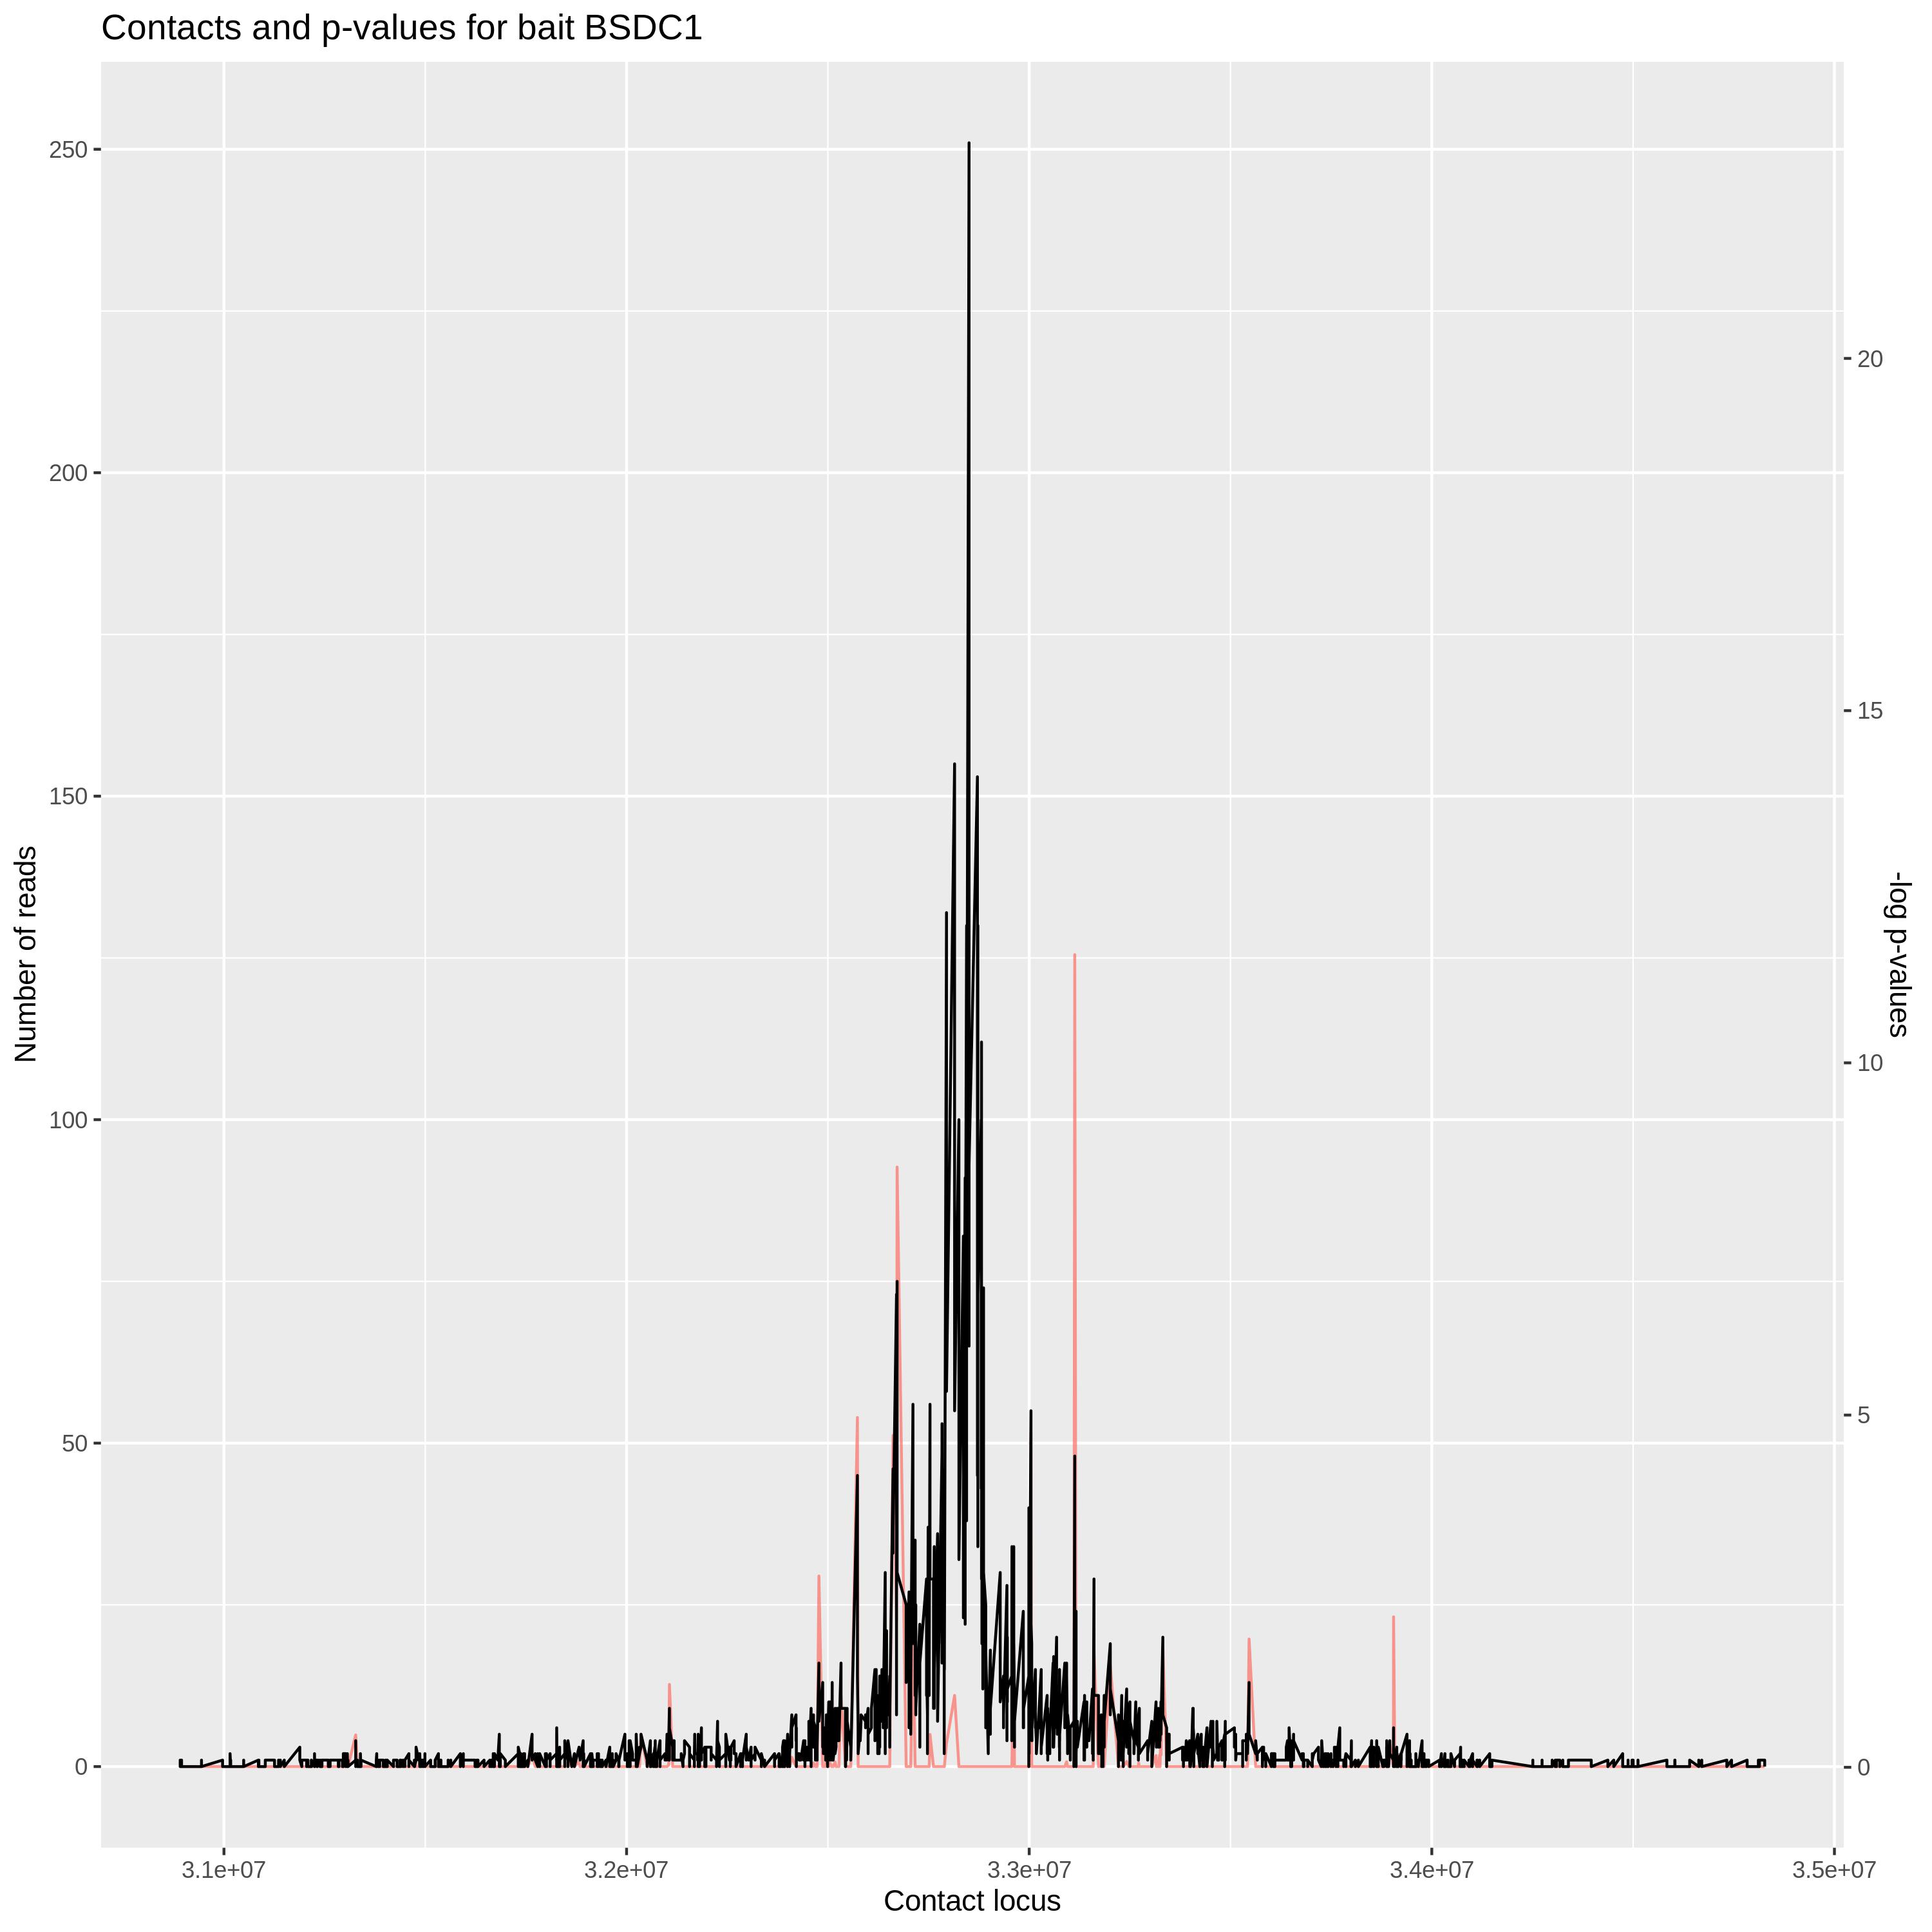 Contacts and p-values for bait BSDC1
250
200
150
100
50
0
Number of reads
20
15
10
5
0
-log p-values
3.1e+07 3.2e+07 3.3e+07 3.4e+07 3.5e+07
Contact locus